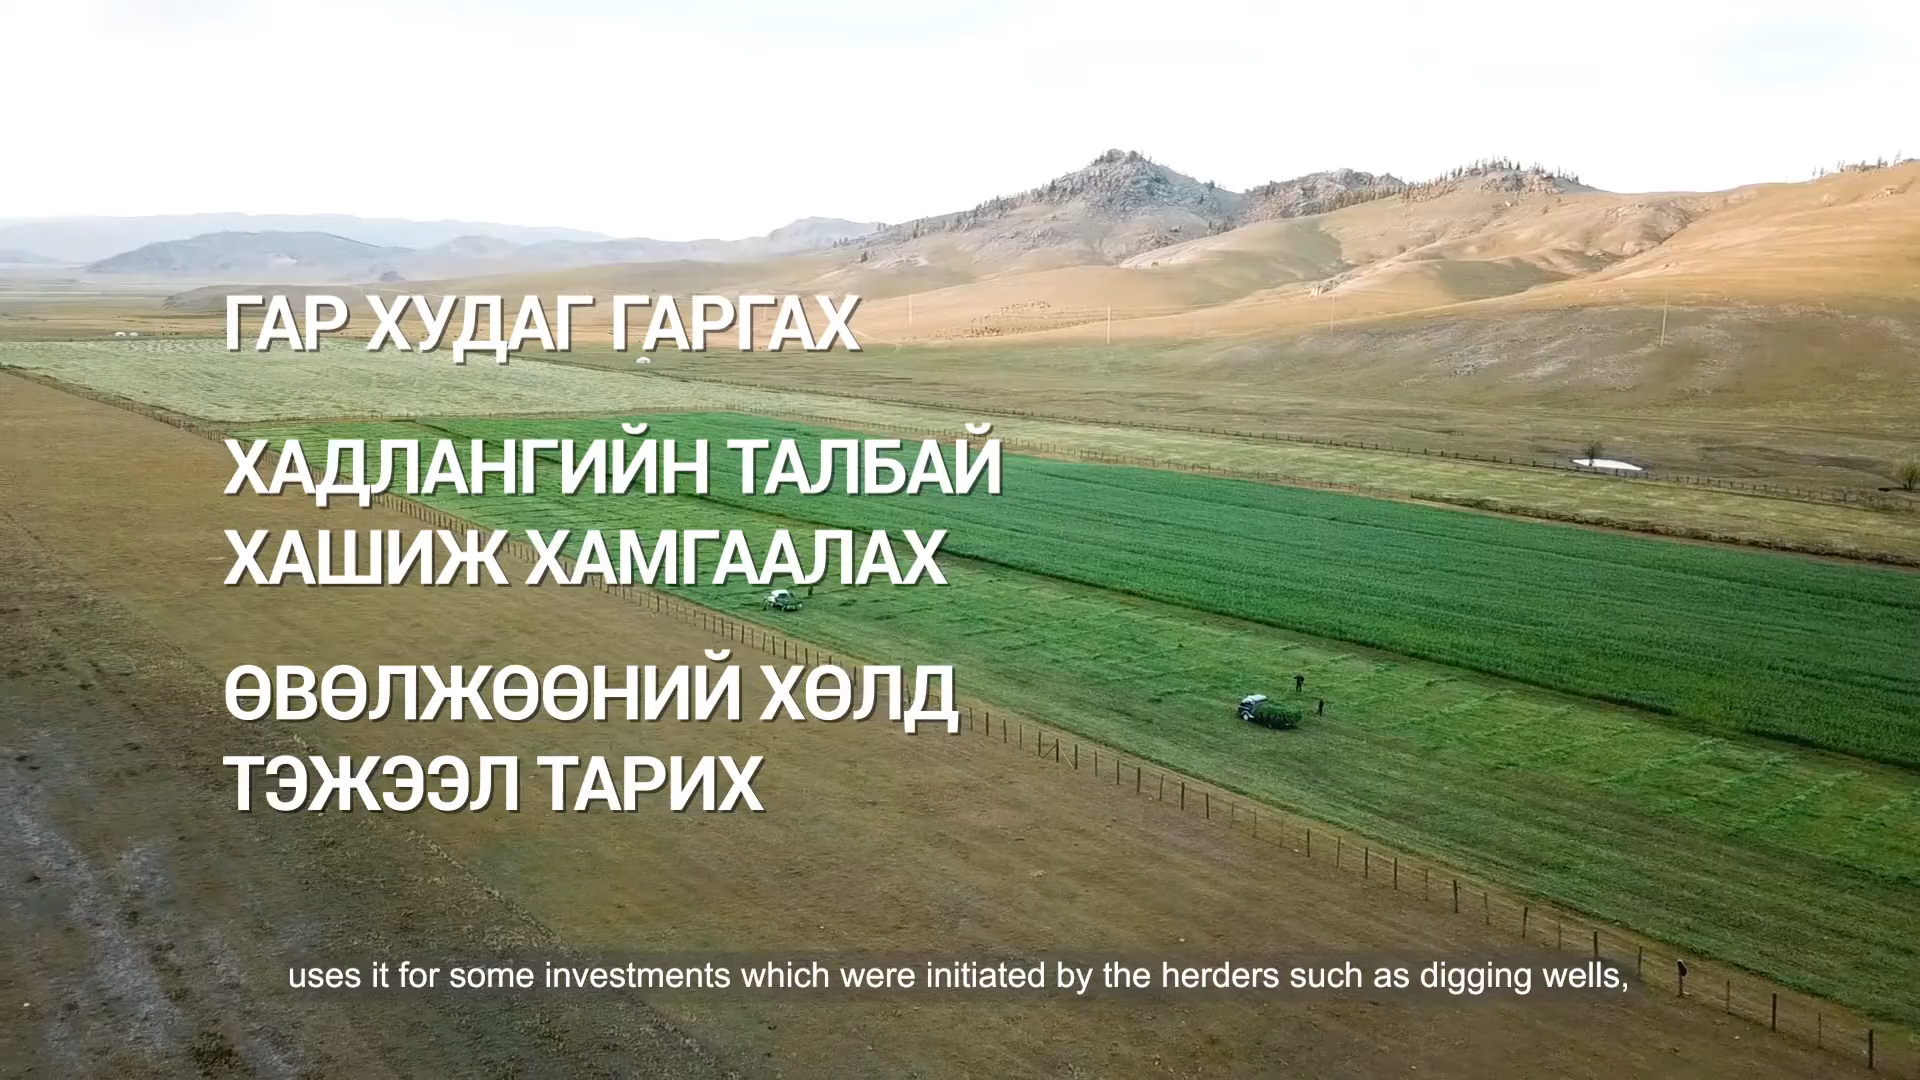 ГАР ХУДАГ ГАРГАХ
ХАДЛАНГИЙН ТАЛБАЙ
ХАШИЖ ХАМГААЛАХ
ӨВӨЛЖӨӨНИЙ ХӨЛД
ТЭЖЭЭЛ ТАРИХ
uses it for some investments which were initiated by the herders such as digging wells,